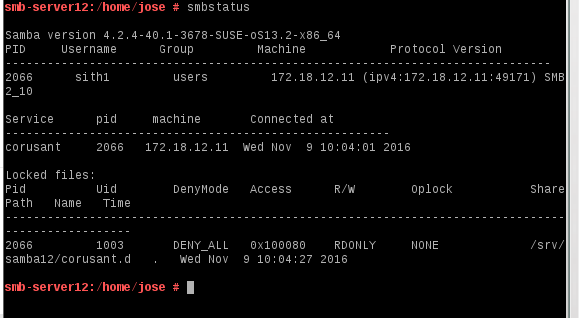 smb-server12:/home/jose # smbstatus

Samba version 4.2.4-40.1-3678-SUSE-oS13.2-x86_64
PID     Username      Group         Machine            Protocol Version
------------------------------------------------------------------------------
2066      sith1         users         172.18.12.11 (ipv4:172.18.12.11:49171) SMB
2_10

Service      pid     machine       Connected at
-------------------------------------------------------
corusant     2066   172.18.12.11  Wed Nov  9 10:04:01 2016

Locked files:
Pid          Uid        DenyMode   Access      R/W        Oplock           Share
Path   Name   Time
--------------------------------------------------------------------------------
------------------
2066         1003       DENY_ALL   0x100080    RDONLY     NONE             /srv/
samba12/corusant.d   .   Wed Nov  9 10:04:27 2016

smb-server12:/home/jose #